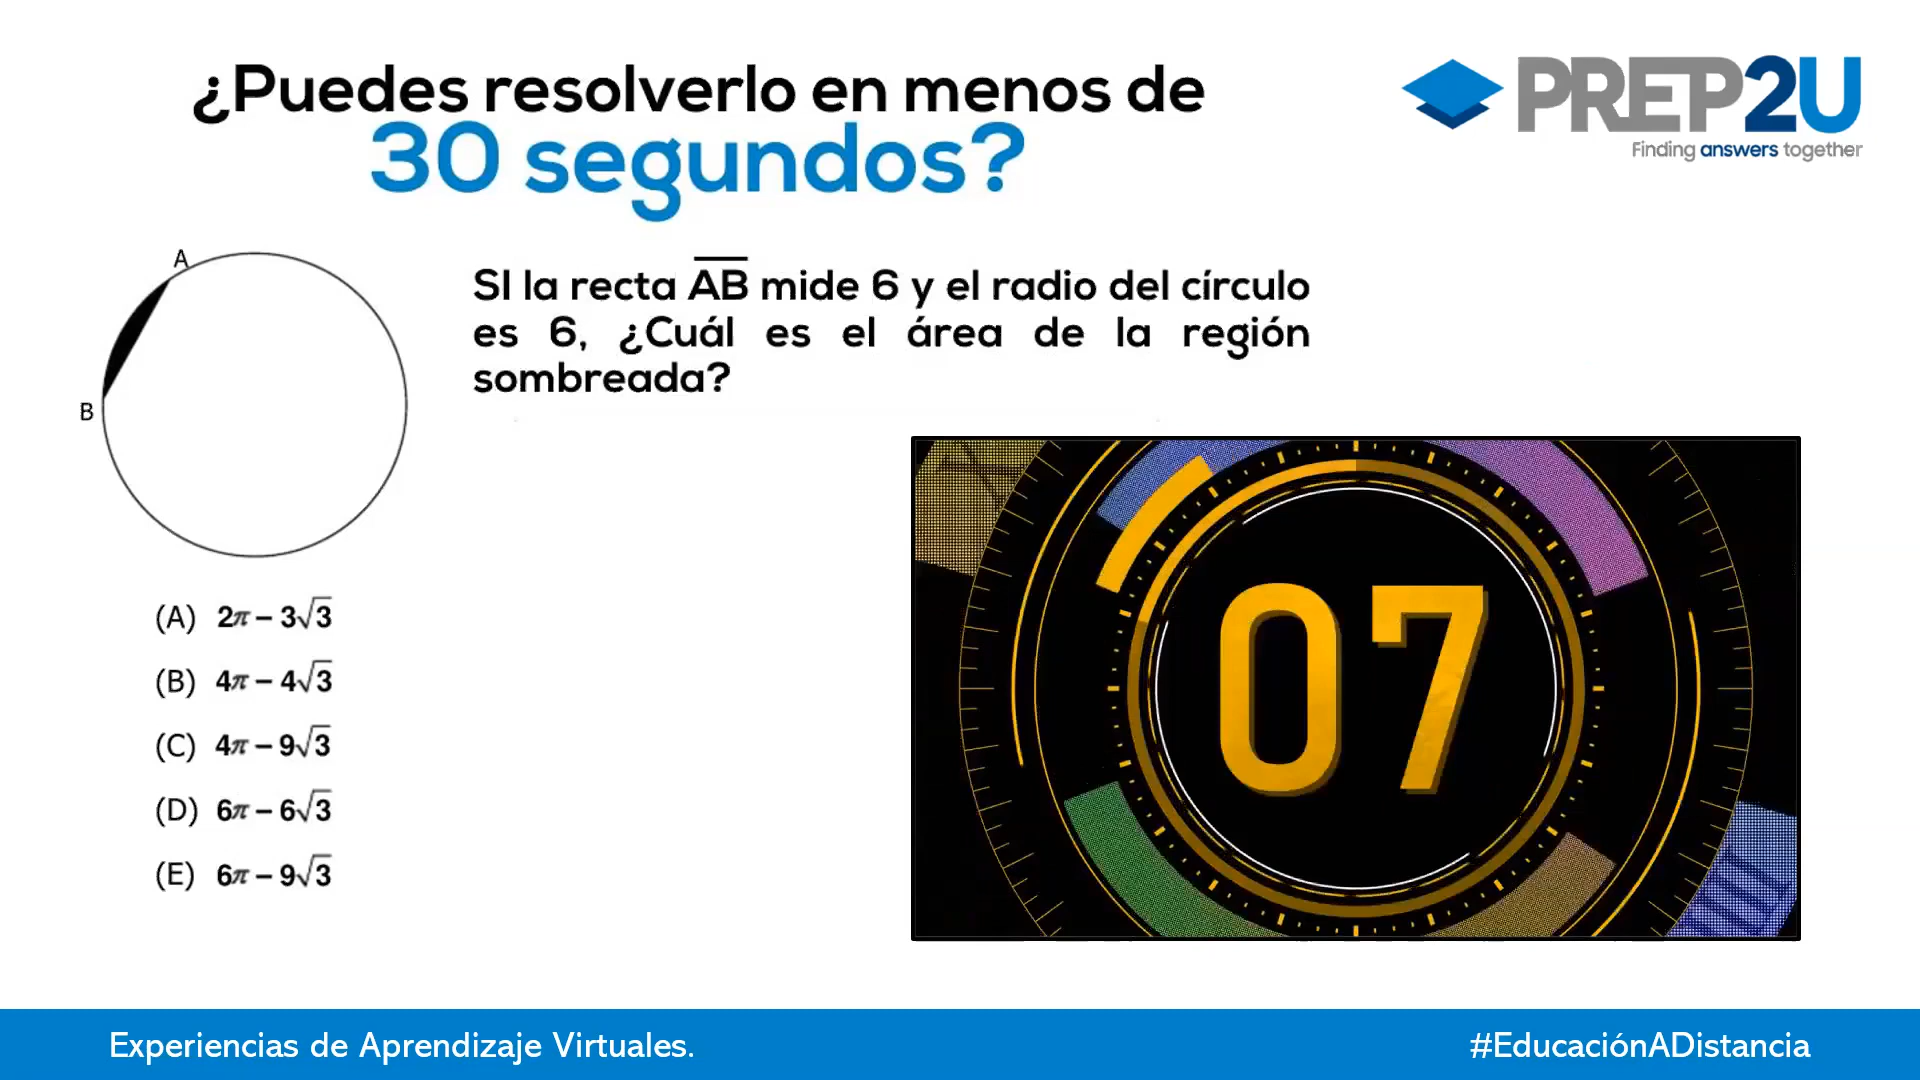 ¿Puedes resolverlo en menos de
30 segundos?
PREP2U
Finding answers together
A
B
SI la recta \overline{AB} mide 6 y el radio del círculo
es 6, ¿Cuál es el área de la región
sombreada?
(A) 2π – 3√3
(B) 4π – 4√3
(C) 4π – 9√3
(D) 6π – 6√3
(E) 6π – 9√3
07
Experiencias de Aprendizaje Virtuales.
#EducaciónADistancia